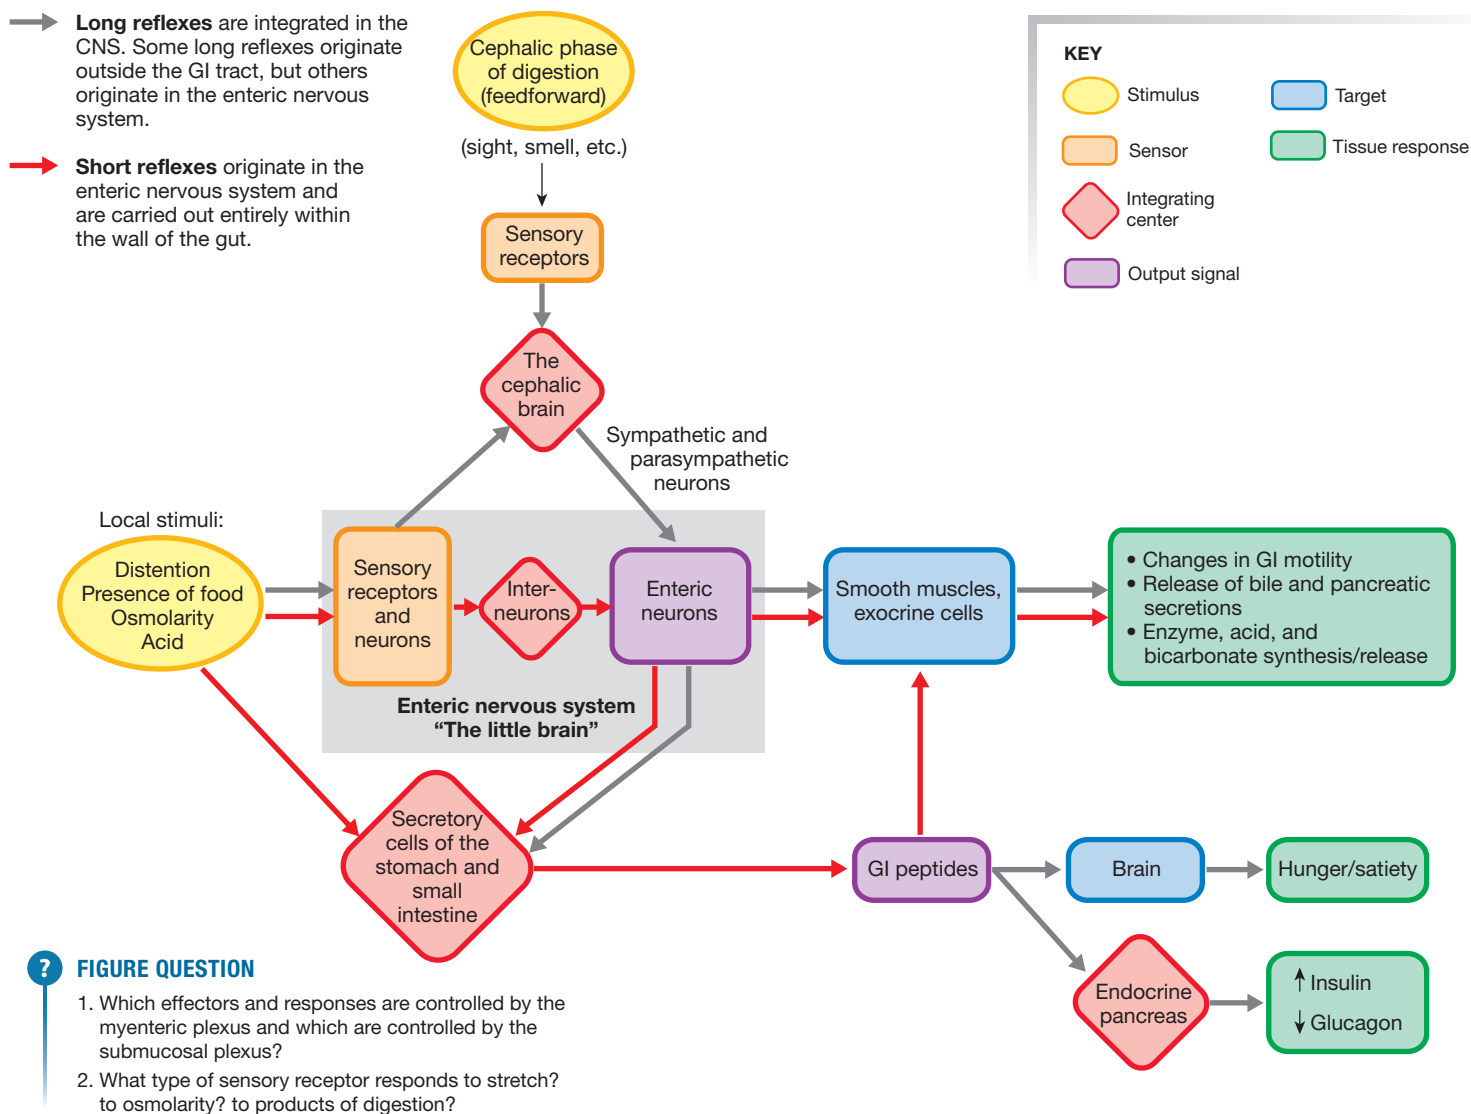 Long reflexes are integrated in the
CNS. Some long reflexes originate
outside the GI tract, but others
originate in the enteric nervous
system.
Short reflexes originate in the
enteric nervous system and
are carried out entirely within
the wall of the gut.
Cephalic phase
of digestion
(feedforward)
(sight, smell, etc.)
Sensory
receptors
The
cephalic
brain
Sympathetic and
parasympathetic
neurons
KEY
Stimulus
Sensor
Integrating
center
Output signal
Target
Tissue response
Local stimuli:
Distention
Presence of food
Osmolarity
Acid
Sensory
receptors
and
neurons
Inter-
neurons
Enteric
neurons
Enteric nervous system
“The little brain”
Smooth muscles,
exocrine cells
• Changes in GI motility
• Release of bile and pancreatic
secretions
• Enzyme, acid, and
bicarbonate synthesis/release
Secretory
cells of the
stomach and
small
intestine
GI peptides
Brain
Hunger/satiety
Endocrine
pancreas
↑ Insulin
↓ Glucagon
? FIGURE QUESTION
1. Which effectors and responses are controlled by the
myenteric plexus and which are controlled by the
submucosal plexus?
2. What type of sensory receptor responds to stretch?
to osmolarity? to products of digestion?